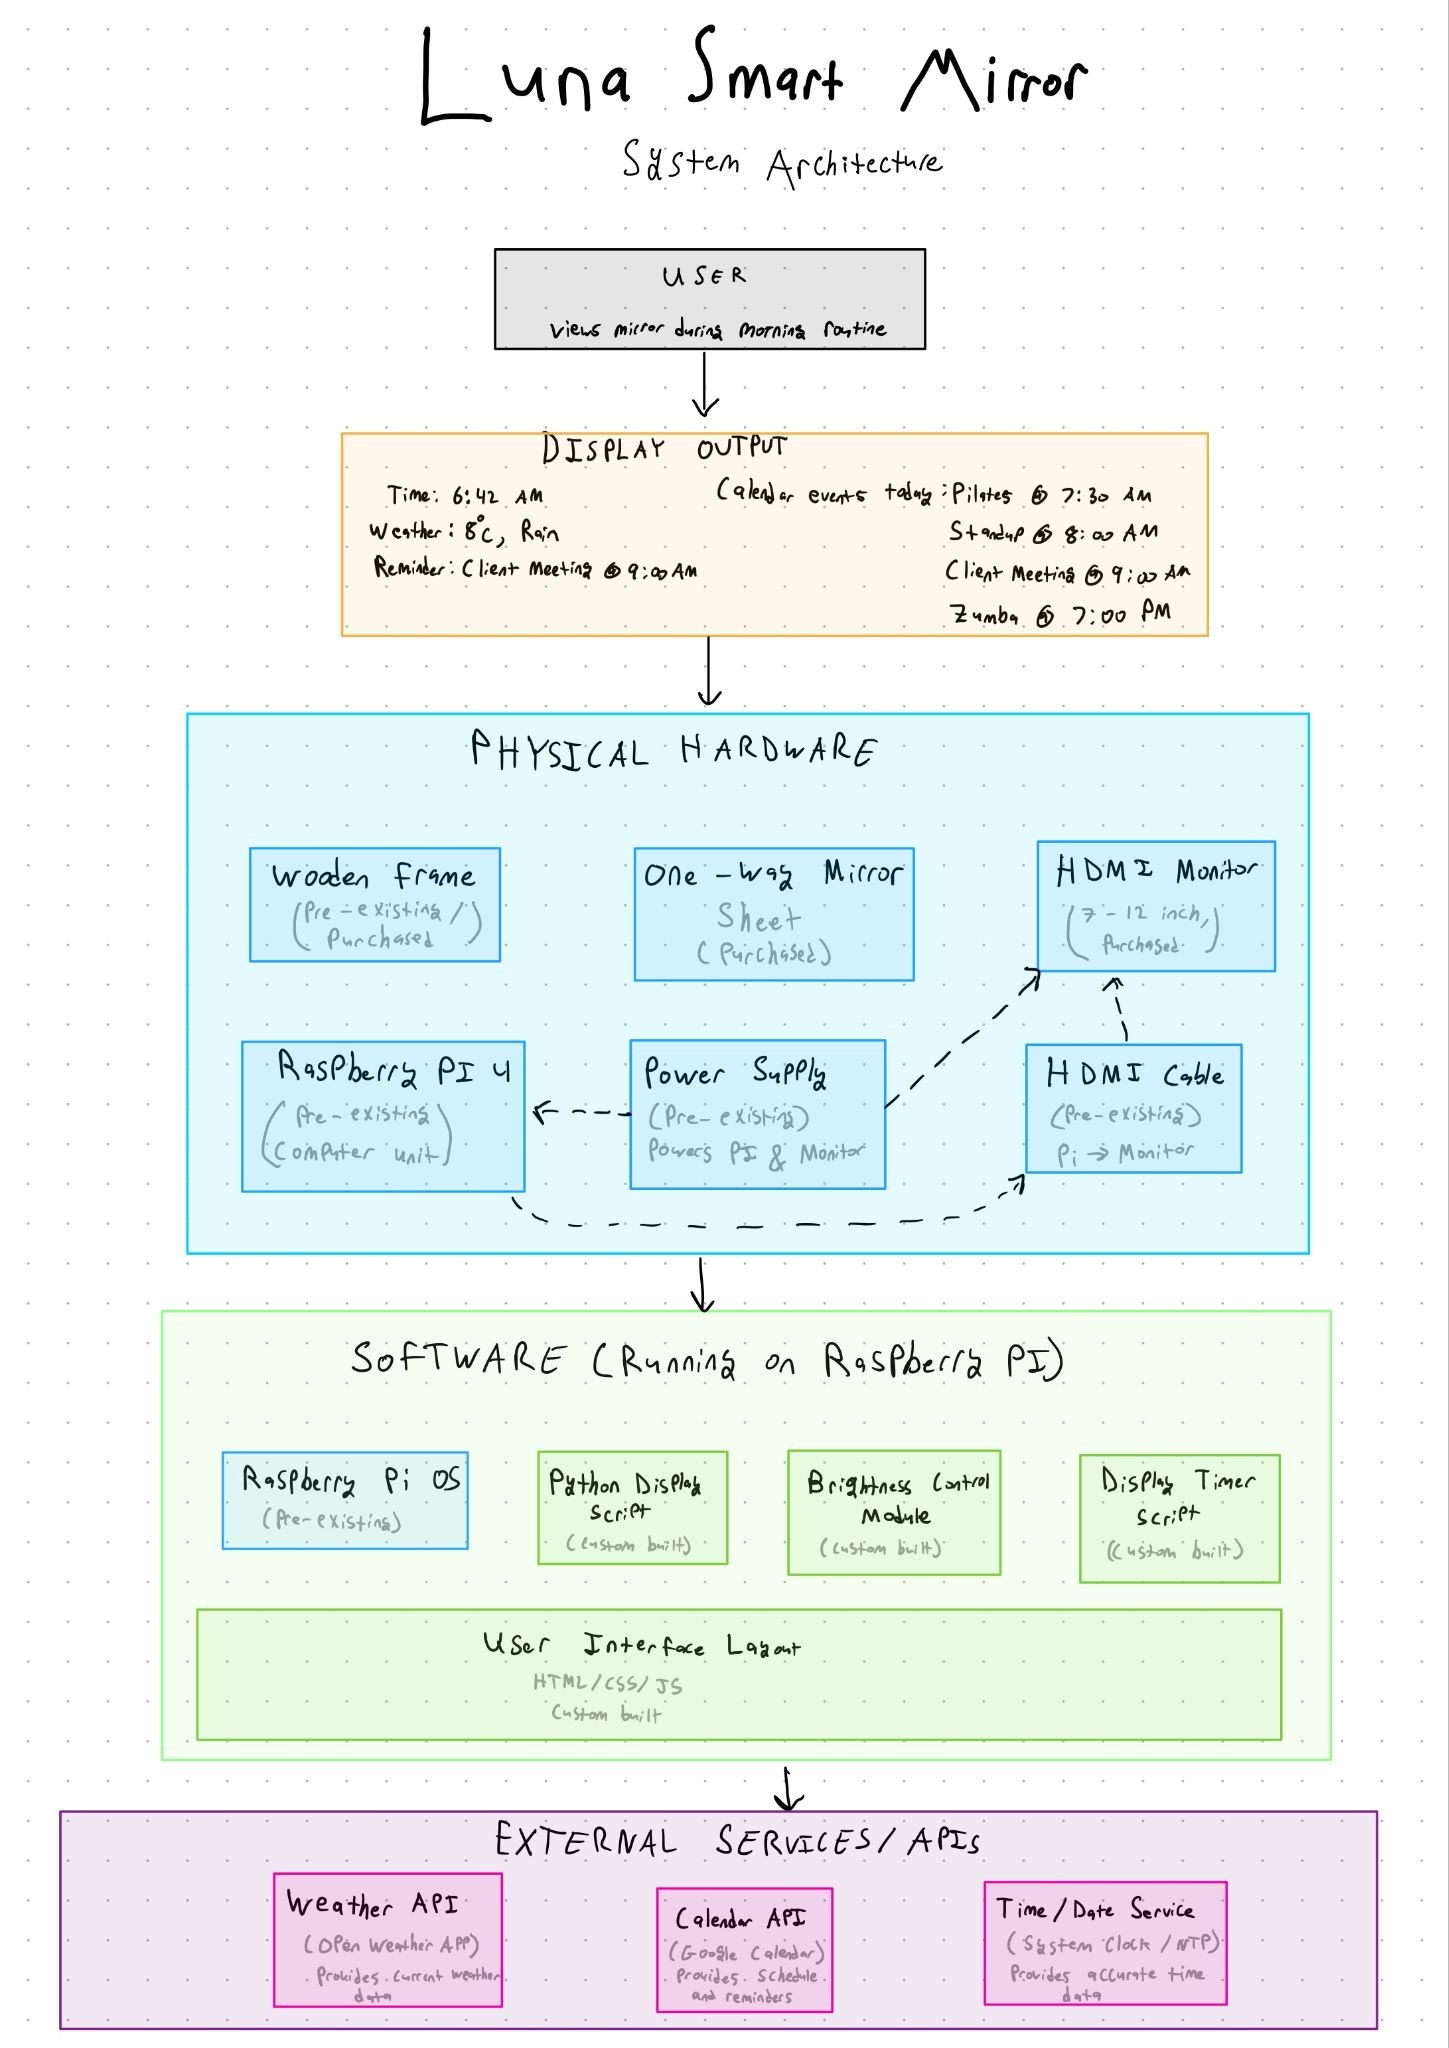 Luna Smart Mirror
System Architecture
USER
views mirror during morning routine
DISPLAY OUTPUT
Time: 6:42 AM
Weather: 8°C, Rain
Reminder: Client Meeting @ 9:00 AM
Calendar events today: Pilates @ 7:30 AM
Standup @ 8:00 AM
Client Meeting @ 9:00 AM
Zumba @ 7:00 PM
PHYSICAL HARDWARE
Wooden Frame
(Pre-existing/
Purchased)
One-Way Mirror
Sheet
(Purchased)
HDMI Monitor
(7-12 inch,
Purchased)
Raspberry PI 4
(Pre-existing
Computer unit)
Power Supply
(Pre-existing)
Powers PI & Monitor
HDMI Cable
(Pre-existing)
Pi → Monitor
SOFTWARE (Running on Raspberry PI)
Raspberry Pi OS
(Pre-existing)
Python Display
Script
(Custom built)
Brightness Control
Module
(Custom built)
Display Timer
Script
(Custom built)
User Interface Layout
HTML/CSS/JS
Custom built
EXTERNAL SERVICES/APIs
Weather API
(Open Weather APP)
Provides current weather
data
Calendar API
(Google Calendar)
Provides schedule
and reminders
Time/Date Service
(System Clock/NTP)
Provides accurate time
data